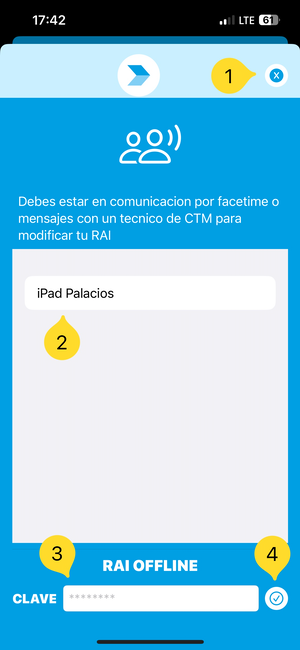 17:42
LTE 61
1
X
Debes estar en comunicacion por facetime o
mensajes con un tecnico de CTM para
modificar tu RAI
iPad Palacios
2
3
4
RAI OFFLINE
CLAVE ********